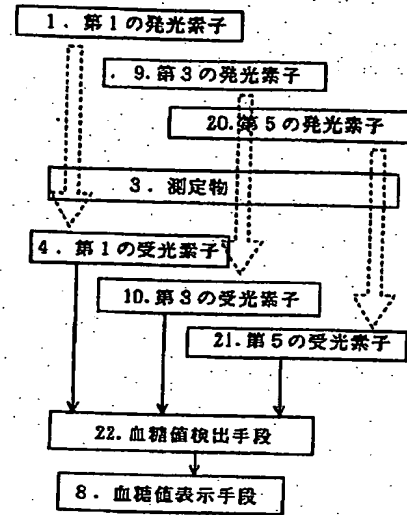 1. 第1の発光素子
9. 第3の発光素子
20. 第5の発光素子
3. 測定物
4. 第1の受光素子
10. 第3の受光素子
21. 第5の受光素子
22. 血糖値検出手段
8. 血糖値表示手段